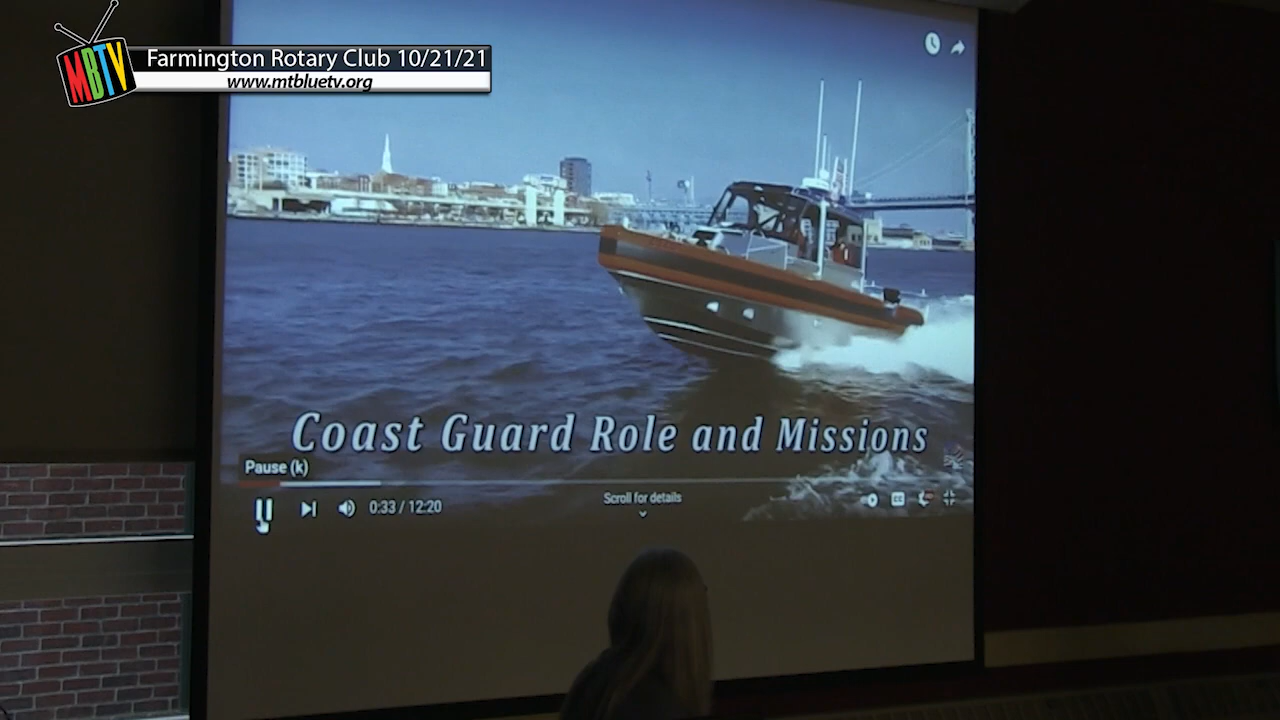 MBTV
Farmington Rotary Club 10/21/21
www.mtbluetv.org
Coast Guard Role and Missions
Pause (k)
0:33 / 12:20
Scroll for details
CC